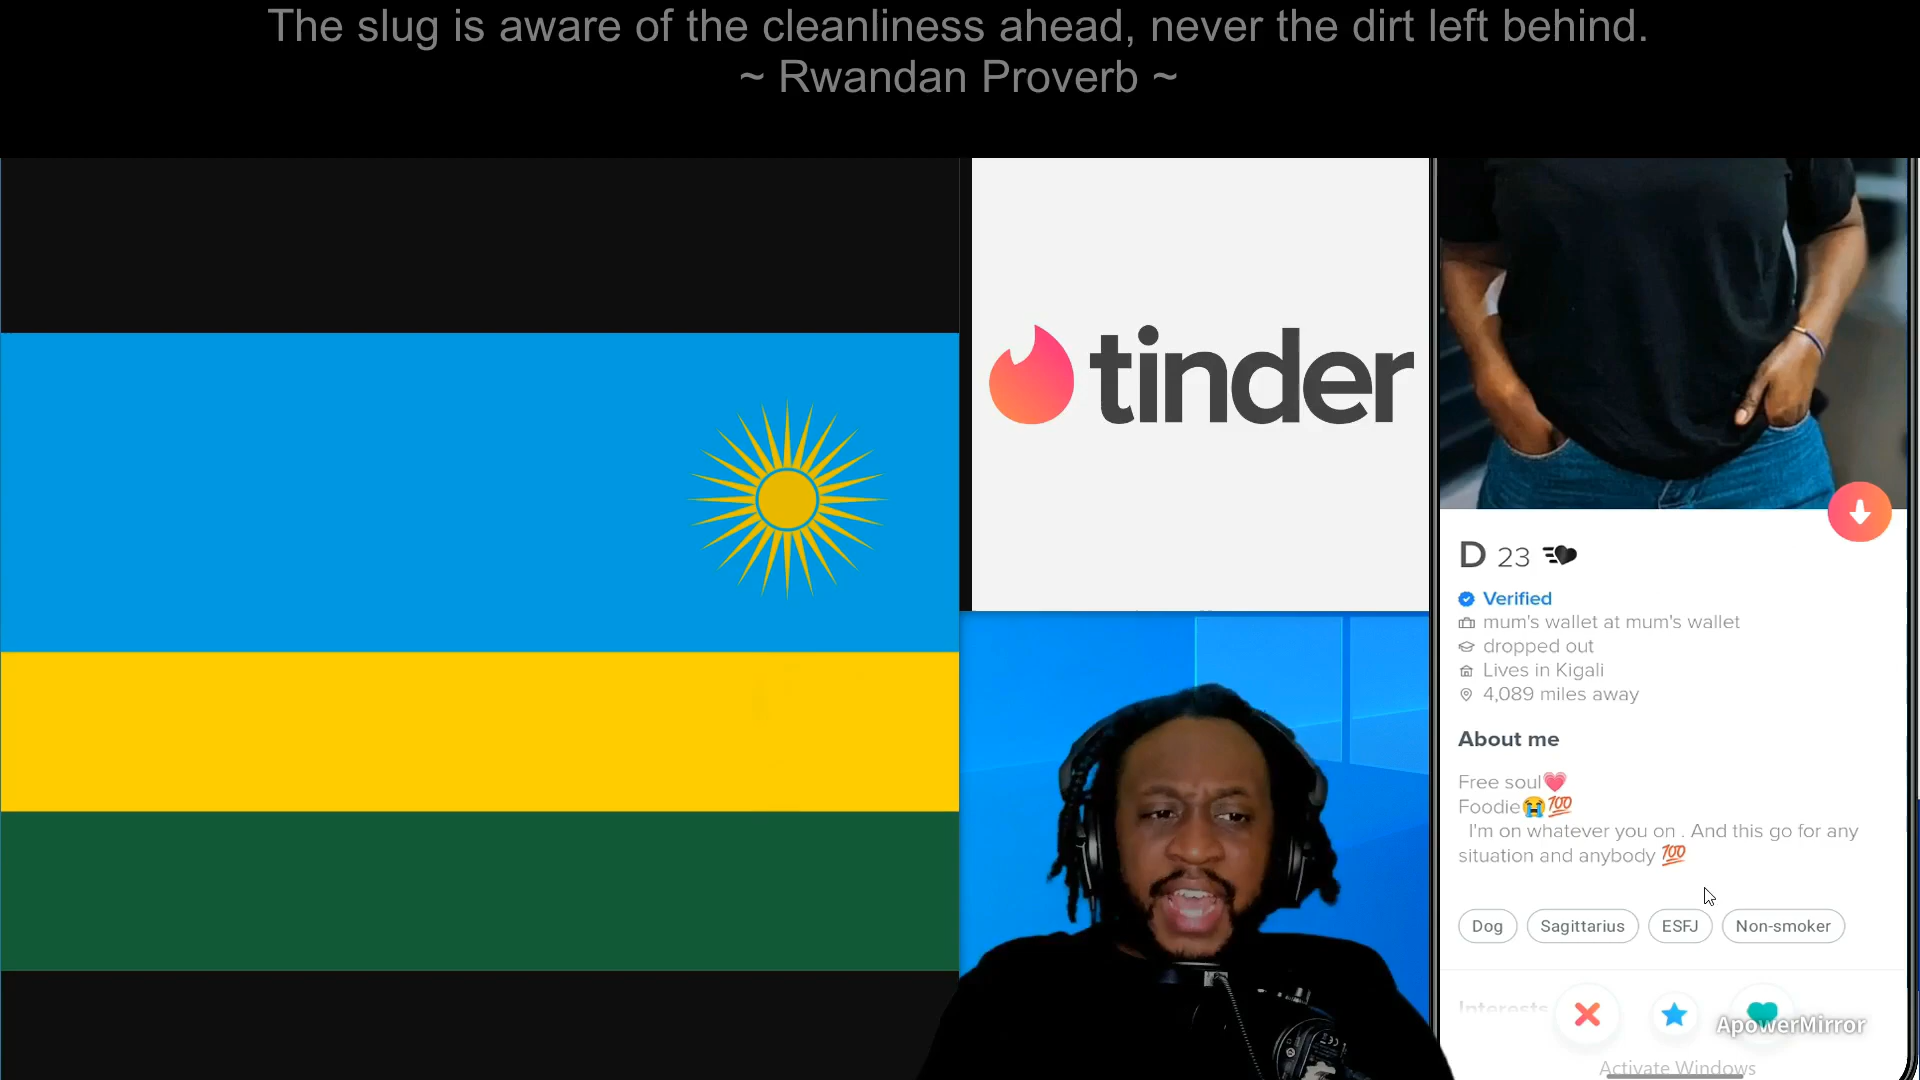 The slug is aware of the cleanliness ahead, never the dirt left behind.
~ Rwandan Proverb ~
tinder
D 23
Verified
mum's wallet at mum's wallet
dropped out
Lives in Kigali
4,089 miles away
About me
Free soul💗
Foodie😭💯
I'm on whatever you on . And this go for any
situation and anybody 💯
Dog
Sagittarius
ESFJ
Non-smoker
Interests
ApowerMirror
Activate Windows